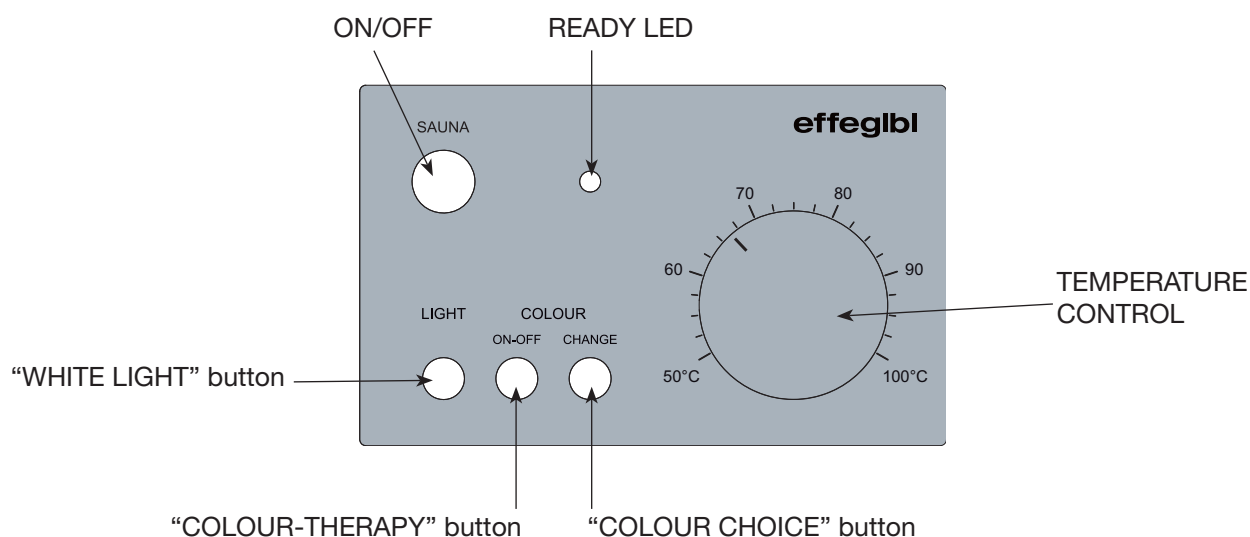 ON/OFF
READY LED
SAUNA
effeglbl
70
80
60
90
TEMPERATURE
CONTROL
LIGHT
COLOUR
ON-OFF
CHANGE
50°C
100°C
“WHITE LIGHT” button
“COLOUR-THERAPY” button
“COLOUR CHOICE” button